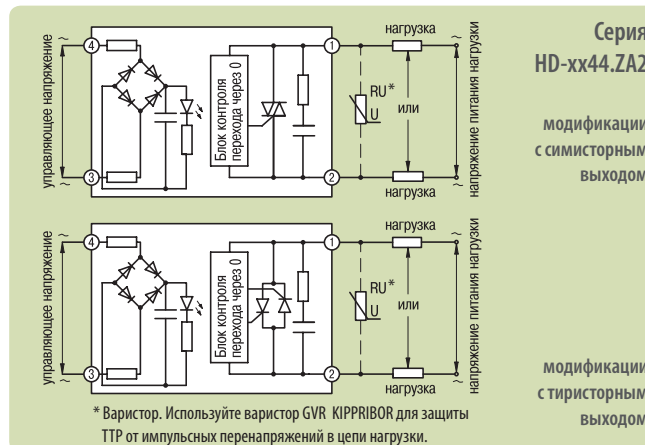 Серия
HD-xx44.ZA2
модификации
с симисторным
выходом
управляющее напряжение
~
~
4
3
Блок контроля
перехода через 0
1
2
нагрузка
RU*
U
или
нагрузка
напряжение питания нагрузки
~
~
управляющее напряжение
~
~
4
3
Блок контроля
перехода через 0
1
2
нагрузка
RU*
U
или
нагрузка
напряжение питания нагрузки
~
~
модификации
с тиристорным
выходом
* Варистор. Используйте варистор GVR KIPPRIBOR для защиты
ТТР от импульсных перенапряжений в цепи нагрузки.